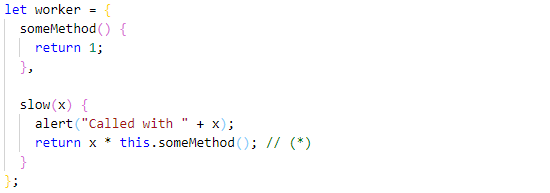 let worker = {
  someMethod() {
    return 1;
  },

  slow(x) {
    alert("Called with " + x);
    return x * this.someMethod(); // (*)
  }
};